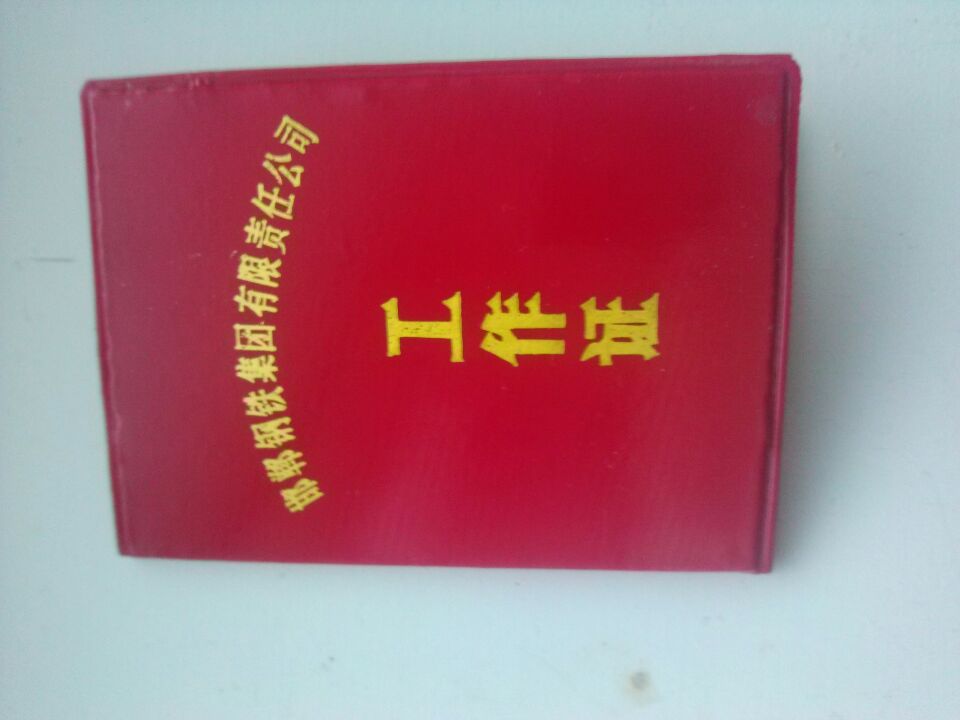 邯郸钢铁集团有限责任公司
工作证